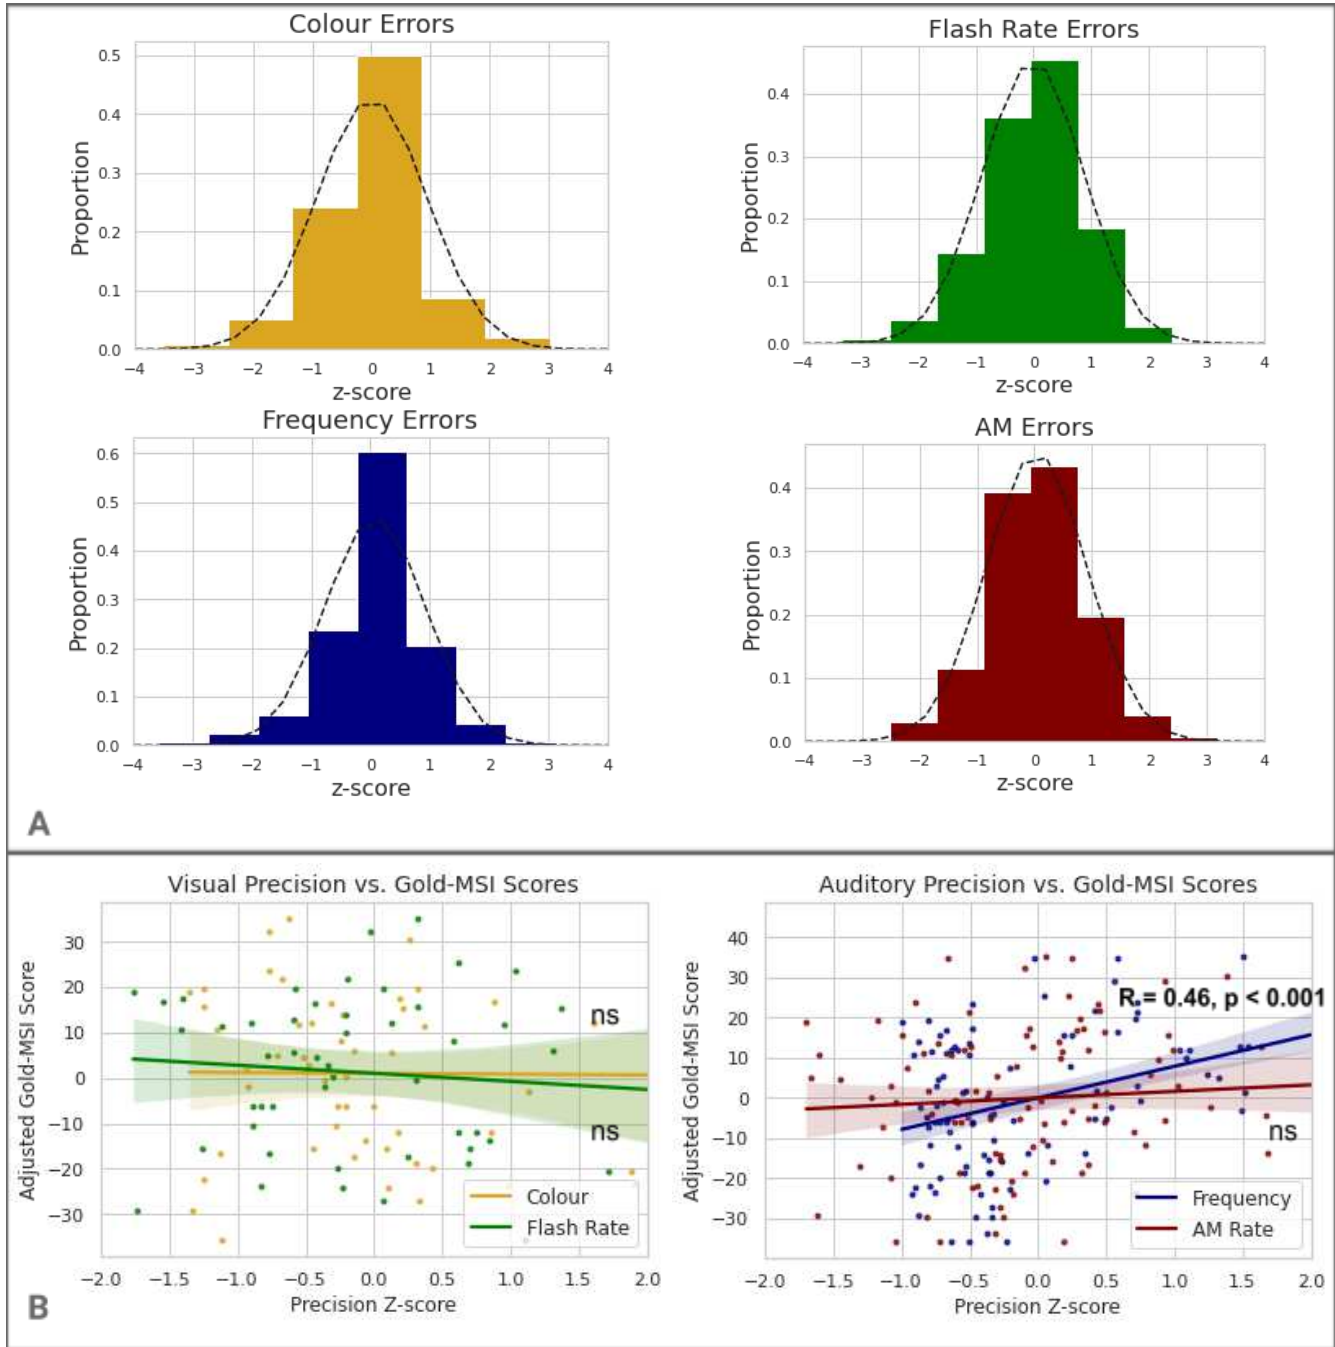 Colour Errors
Proportion
0.5
0.4
0.3
0.2
0.1
0.0
−4 −3 −2 −1 0 1 2 3 4
z-score
Flash Rate Errors
Proportion
0.4
0.3
0.2
0.1
0.0
−4 −3 −2 −1 0 1 2 3 4
z-score
Frequency Errors
Proportion
0.6
0.5
0.4
0.3
0.2
0.1
0.0
−4 −3 −2 −1 0 1 2 3 4
z-score
AM Errors
Proportion
0.4
0.3
0.2
0.1
0.0
−4 −3 −2 −1 0 1 2 3 4
z-score
A
Visual Precision vs. Gold-MSI Scores
Adjusted Gold-MSI Score
30
20
10
0
−10
−20
−30
ns
ns
Colour
Flash Rate
−2.0 −1.5 −1.0 −0.5 0.0 0.5 1.0 1.5 2.0
Precision Z-score
Auditory Precision vs. Gold-MSI Scores
Adjusted Gold-MSI Score
40
30
20
10
0
−10
−20
−30
R = 0.46, p < 0.001
ns
Frequency
AM Rate
−2.0 −1.5 −1.0 −0.5 0.0 0.5 1.0 1.5 2.0
Precision Z-score
B